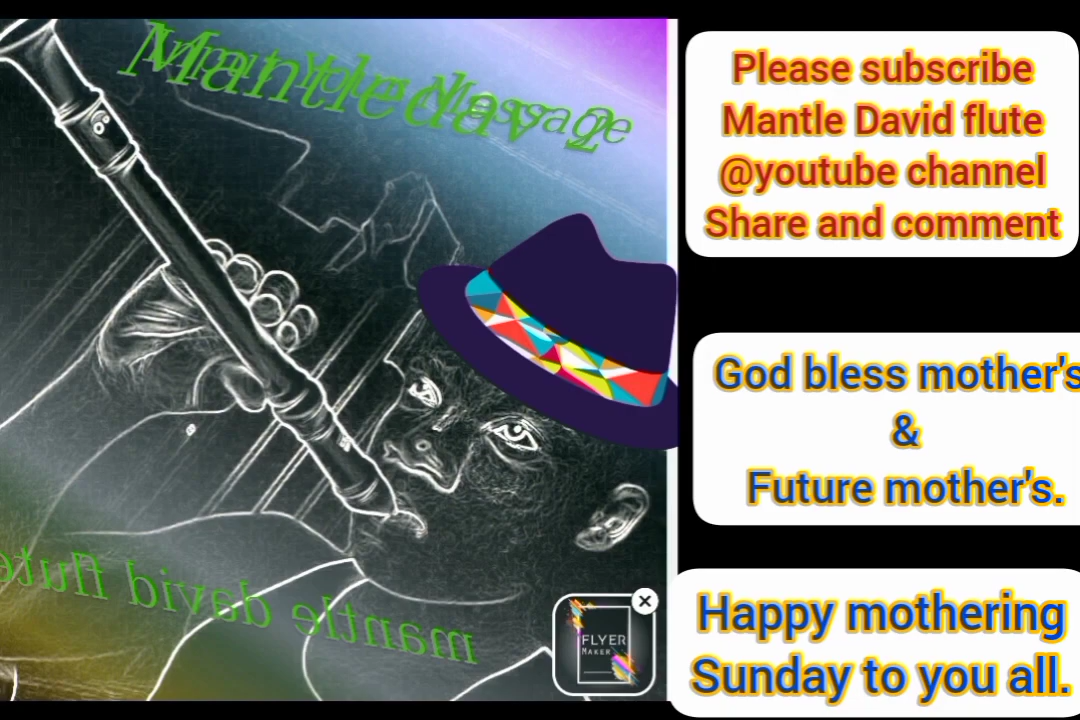 Please subscribe
Mantle David flute
@youtube channel
Share and comment
God bless mother's
&
Future mother's.
Happy mothering
Sunday to you all.
mantle david flute
FLYER
MAKER